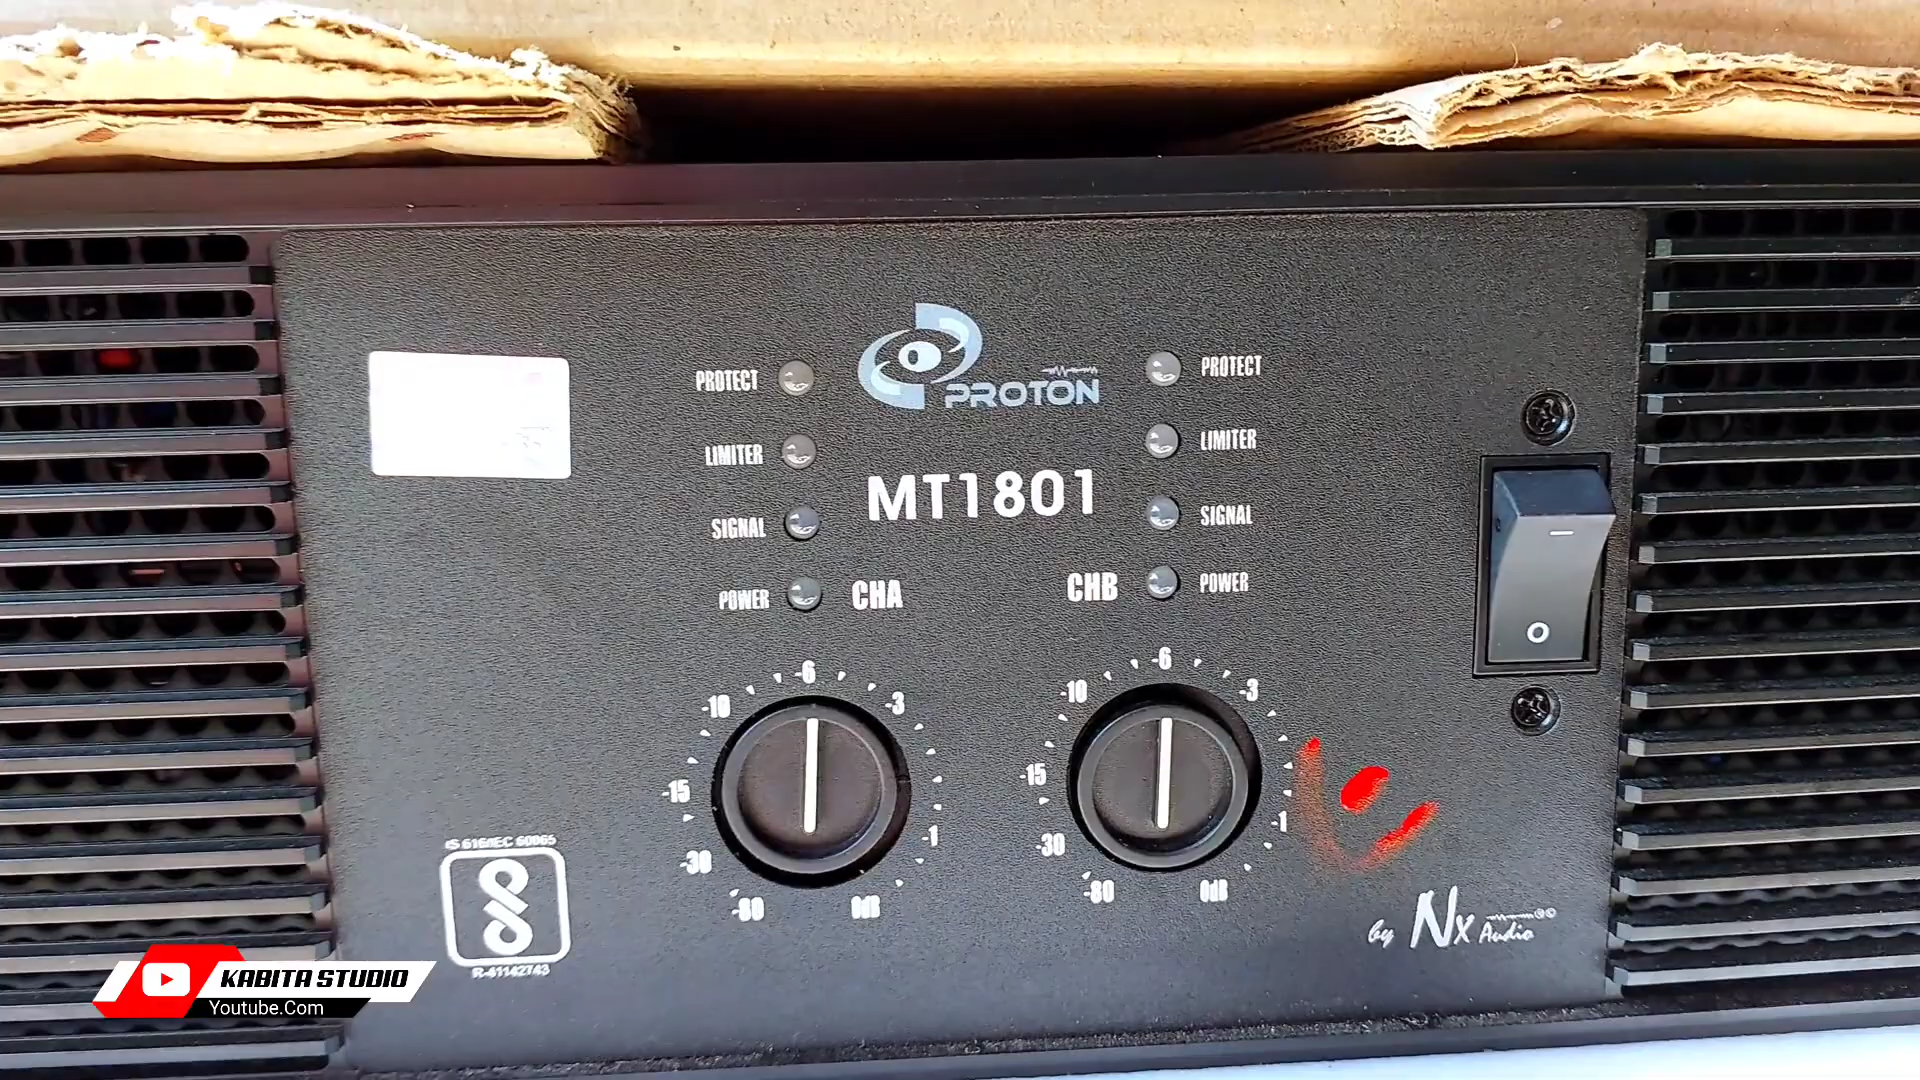 PROTON
MT1801
PROTECT
LIMITER
SIGNAL
POWER
CHA
PROTECT
LIMITER
SIGNAL
POWER
CHB
-80
-30
-15
-10
-6
-3
-1
0dB
-80
-30
-15
-10
-6
-3
-1
0dB
IS 616/IEC 60065
R-41142743
by Nx Audio
KABITA STUDIO
Youtube.Com